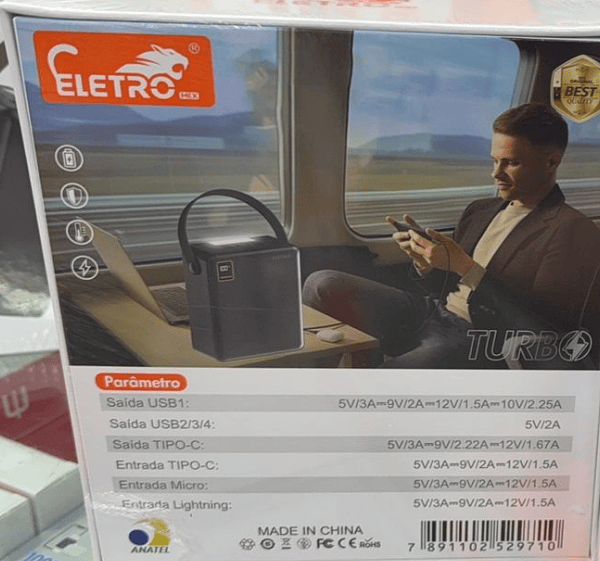 ELETRO
MEX
BEST
QUALITY
TURBO
Parâmetro
Saída USB1: 5V/3A⎓9V/2A⎓12V/1.5A⎓10V/2.25A
Saída USB2/3/4: 5V/2A
Saída TIPO-C: 5V/3A⎓9V/2.22A⎓12V/1.67A
Entrada TIPO-C: 5V/3A⎓9V/2A⎓12V/1.5A
Entrada Micro: 5V/3A⎓9V/2A⎓12V/1.5A
Entrada Lightning: 5V/3A⎓9V/2A⎓12V/1.5A
ANATEL
MADE IN CHINA
FC CE RoHS
7 891102 529710